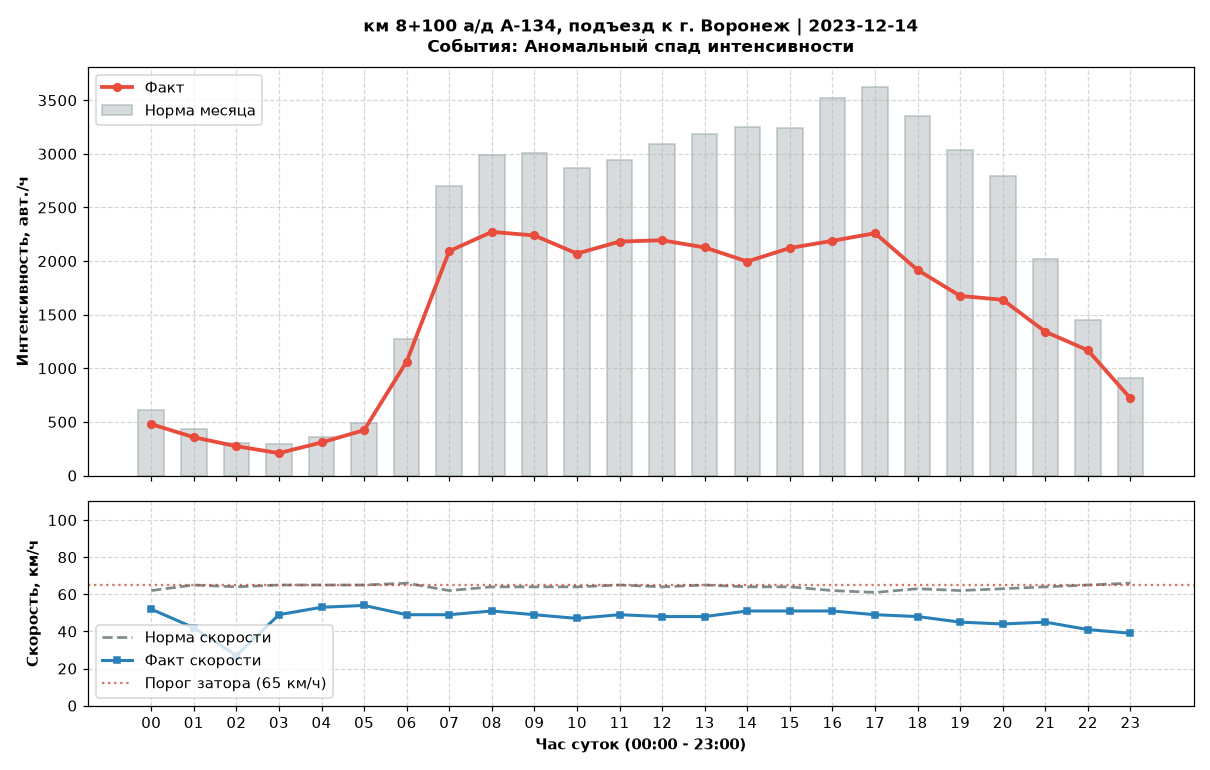 км 8+100 а/д А-134, подъезд к г. Воронеж | 2023-12-14
События: Аномальный спад интенсивности
Интенсивность, авт./ч
3500
3000
2500
2000
1500
1000
500
0
Факт
Норма месяца
Скорость, км/ч
100
80
60
40
20
0
Норма скорости
Факт скорости
Порог затора (65 км/ч)
00 01 02 03 04 05 06 07 08 09 10 11 12 13 14 15 16 17 18 19 20 21 22 23
Час суток (00:00 - 23:00)